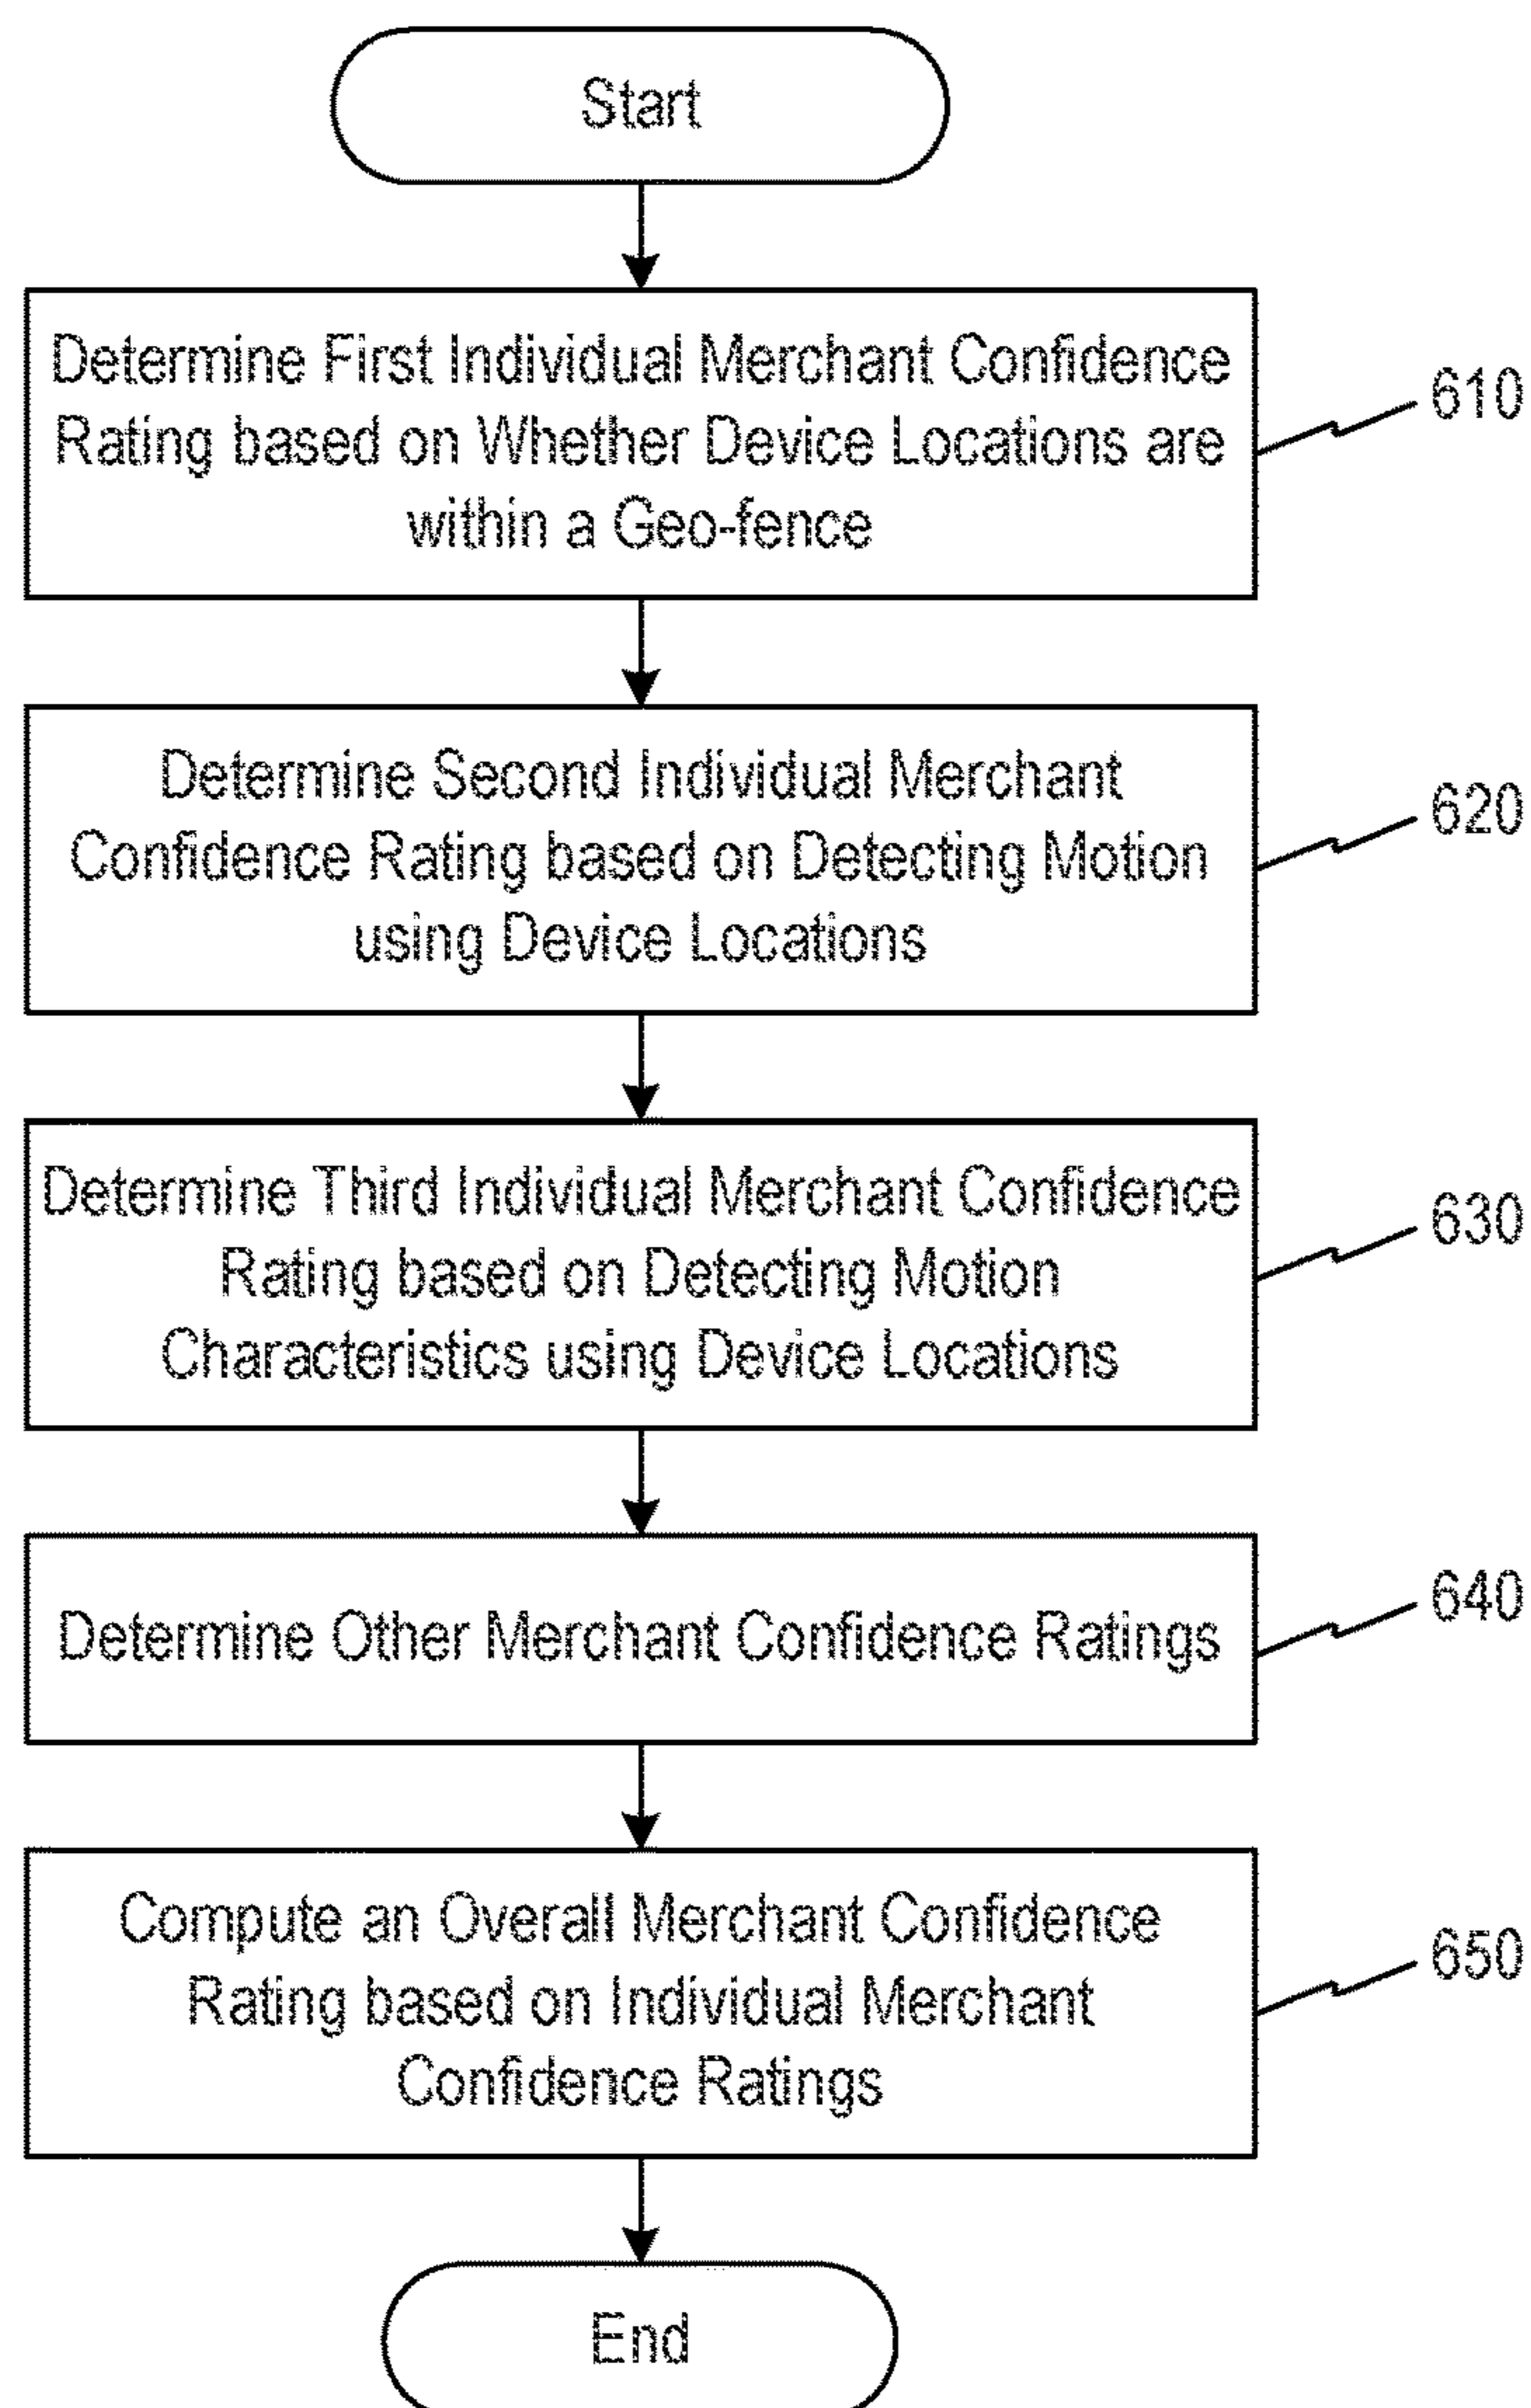 Start
Determine First Individual Merchant Confidence
Rating based on Whether Device Locations are
within a Geo-fence
610
Determine Second Individual Merchant
Confidence Rating based on Detecting Motion
using Device Locations
620
Determine Third Individual Merchant Confidence
Rating based on Detecting Motion
Characteristics using Device Locations
630
Determine Other Merchant Confidence Ratings
640
Compute an Overall Merchant Confidence
Rating based on Individual Merchant
Confidence Ratings
650
End